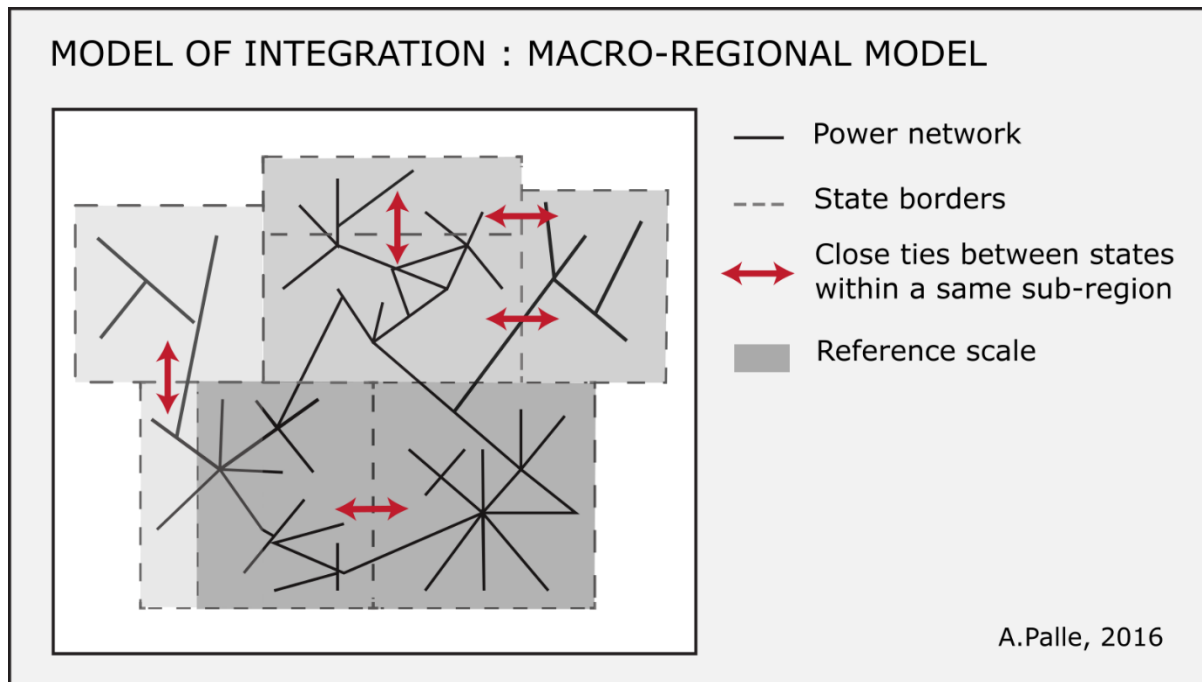 MODEL OF INTEGRATION : MACRO-REGIONAL MODEL
Power network
State borders
Close ties between states
within a same sub-region
Reference scale
A.Palle, 2016